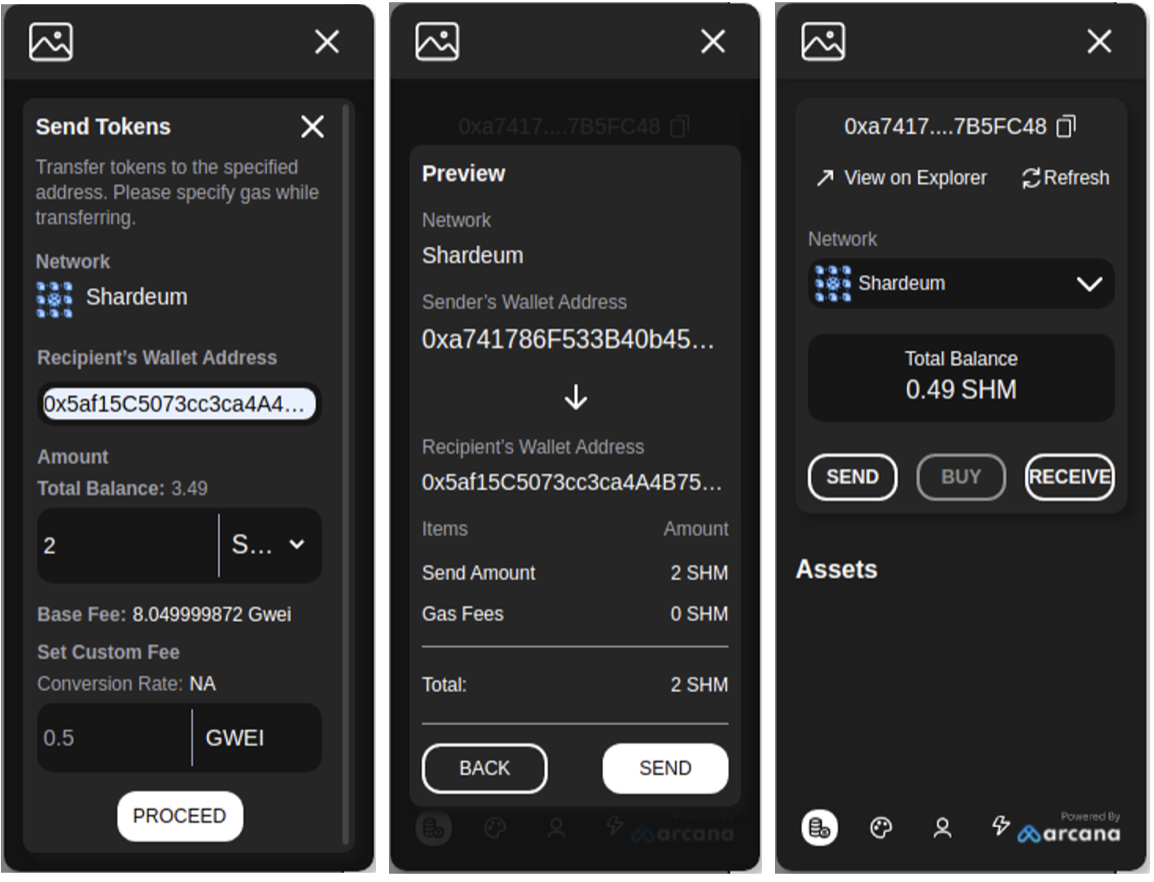 Send Tokens
Transfer tokens to the specified
address. Please specify gas while
transferring.
Network
Shardeum
Recipient’s Wallet Address
0x5af15C5073cc3ca4A4...
Amount
Total Balance: 3.49
2 S...
Base Fee: 8.049999872 Gwei
Set Custom Fee
Conversion Rate: NA
0.5 GWEI
PROCEED
0xa7417....7B5FC48
Preview
Network
Shardeum
Sender’s Wallet Address
0xa741786F533B40b45...
Recipient’s Wallet Address
0x5af15C5073cc3ca4A4B75...
Items Amount
Send Amount 2 SHM
Gas Fees 0 SHM
Total: 2 SHM
BACK SEND
Powered By
arcana
0xa7417....7B5FC48
View on Explorer Refresh
Network
Shardeum
Total Balance
0.49 SHM
SEND BUY RECEIVE
Assets
Powered By
arcana